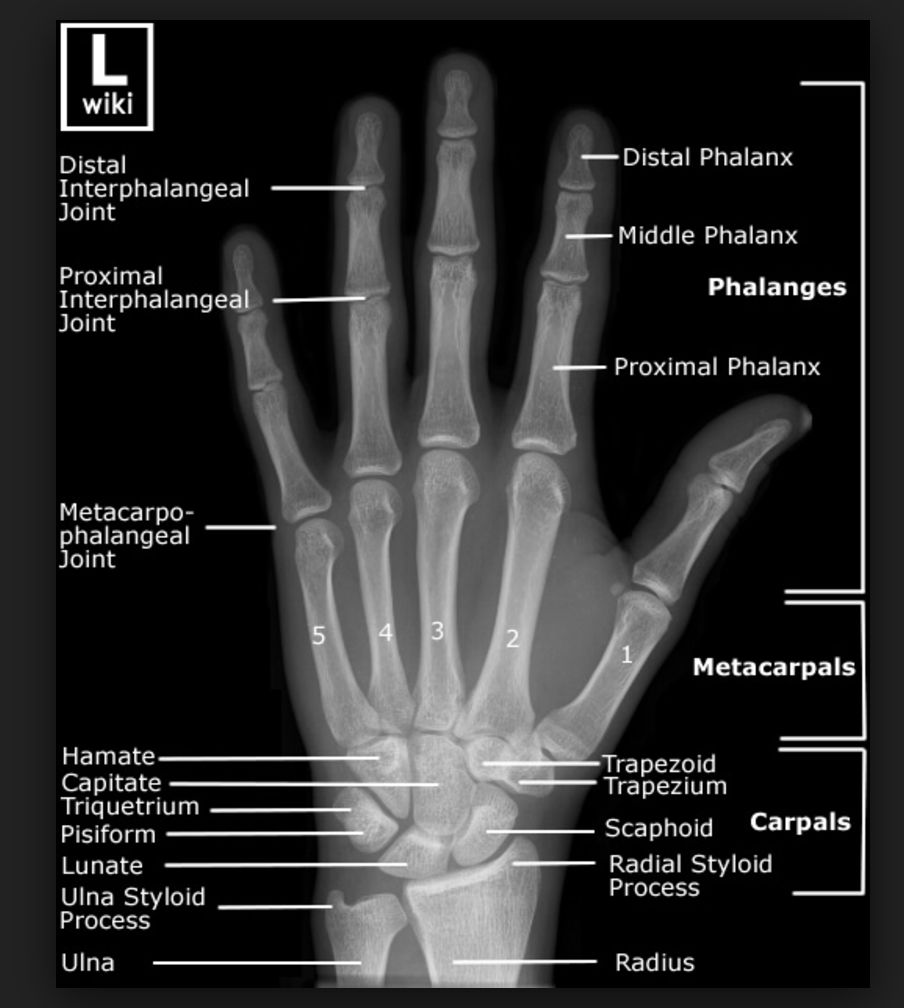 L
wiki
Distal
Interphalangeal
Joint
Proximal
Interphalangeal
Joint
Metacarpo-
phalangeal
Joint
Distal Phalanx
Middle Phalanx
Phalanges
Proximal Phalanx
5
4
3
2
1
Metacarpals
Hamate
Capitate
Triquetrium
Pisiform
Lunate
Ulna Styloid
Process
Ulna
Trapezoid
Trapezium
Scaphoid
Carpals
Radial Styloid
Process
Radius